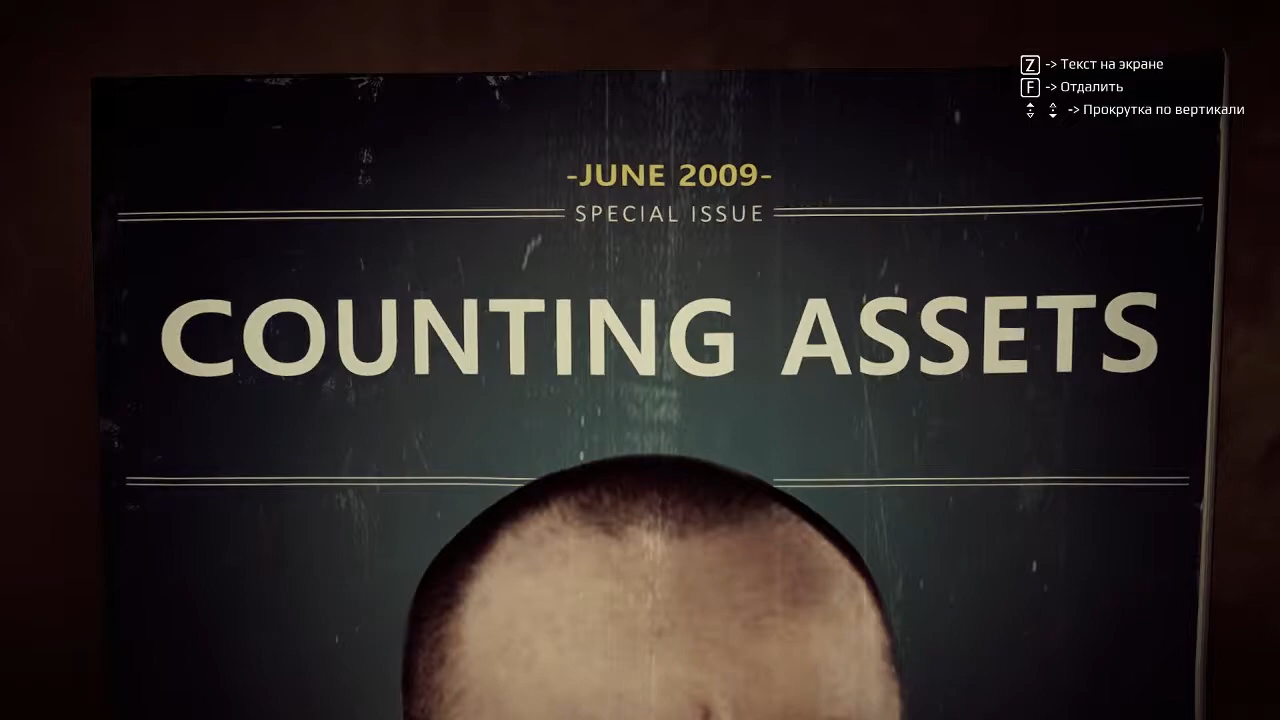 Z -> Текст на экране
F -> Отдалить
-> Прокрутка по вертикали
-JUNE 2009-
SPECIAL ISSUE
COUNTING ASSETS